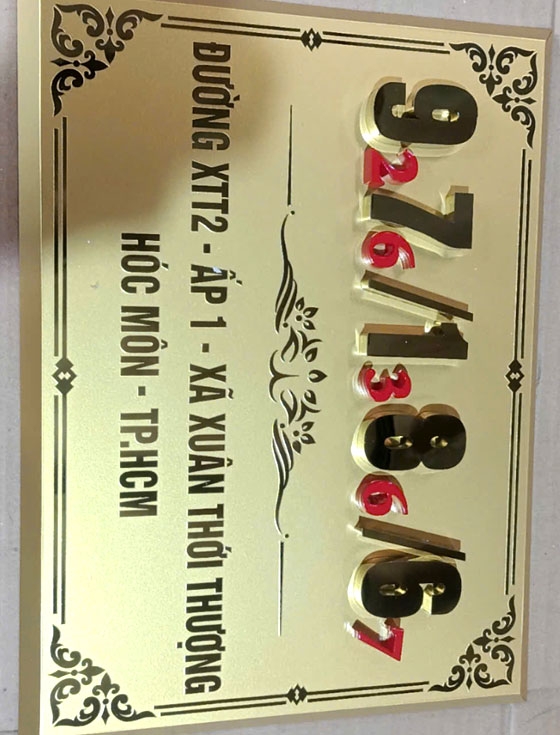 9276/1386/67
ĐƯỜNG XTT2 - ẤP 1 - XÃ XUÂN THỚI THƯỢNG
HÓC MÔN - TP.HCM